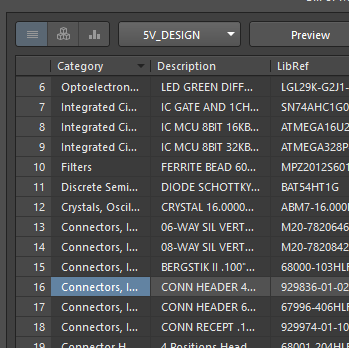 5V_DESIGN Preview
Category Description LibRef
6 Optoelectron... LED GREEN DIFF... LGL29K-G2J1-
7 Integrated Ci... IC GATE AND 1CH... SN74AHC1G0
8 Integrated Ci... IC MCU 8BIT 16KB... ATMEGA16U2
9 Integrated Ci... IC MCU 8BIT 32KB... ATMEGA328P
10 Filters FERRITE BEAD 60... MPZ2012S601
11 Discrete Semi... DIODE SCHOTTKY... BAT54HT1G
12 Crystals, Oscil... CRYSTAL 16.0000... ABM7-16.000
13 Connectors, I... 06-WAY SIL VERT... M20-7820646
14 Connectors, I... 08-WAY SIL VERT... M20-7820842
15 Connectors, I... BERGSTIK II .100"... 68000-103HLF
16 Connectors, I... CONN HEADER 4... 929836-01-02
17 Connectors, I... CONN HEADER 6... 67996-406HLF
18 Connectors, I... CONN RECEPT .1... 929974-01-10
19 Connector H... 4 Positions Head... 68001-204HLF